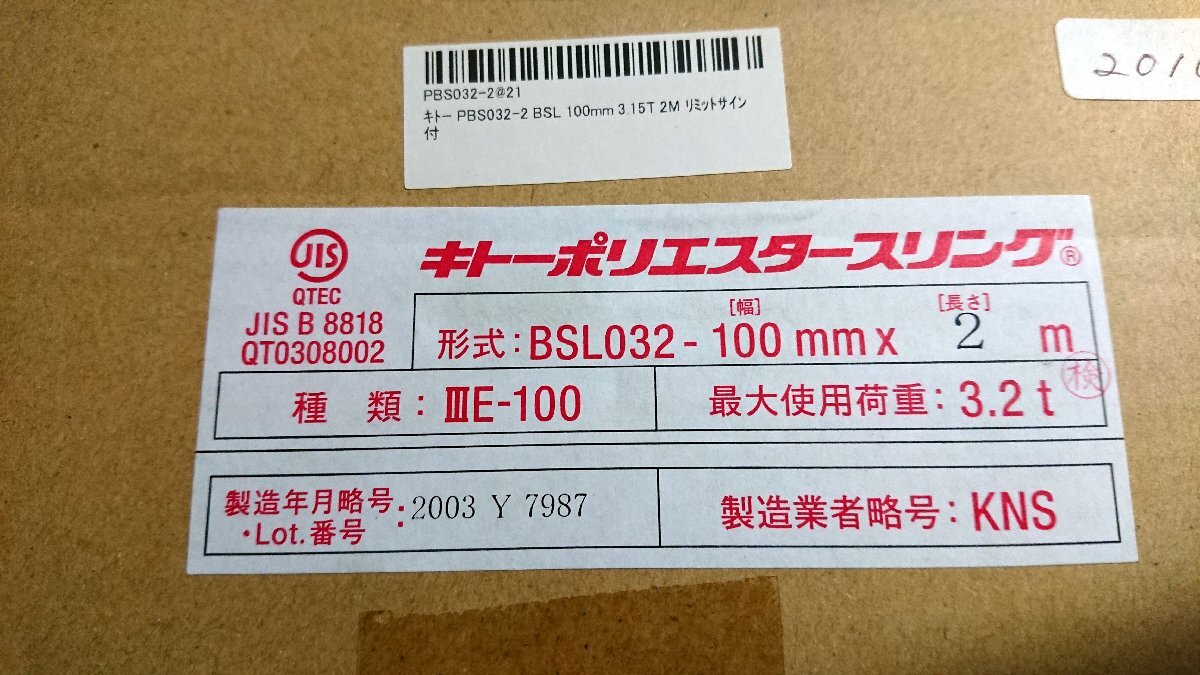 PBS032-2@21
ｷﾄｰ PBS032-2 BSL 100mm 3.15T 2M ﾘﾐｯﾄｻｲﾝ
付
JIS
QTEC
JIS B 8818
QT0308002
キトーポリエスタースリング®
[幅] [長さ]
形式:BSL032-100 mm x 2 m
検
種 類: ⅢE-100
最大使用荷重:3.2 t
製造年月略号
・Lot.番号 :2003 Y 7987
製造業者略号:KNS